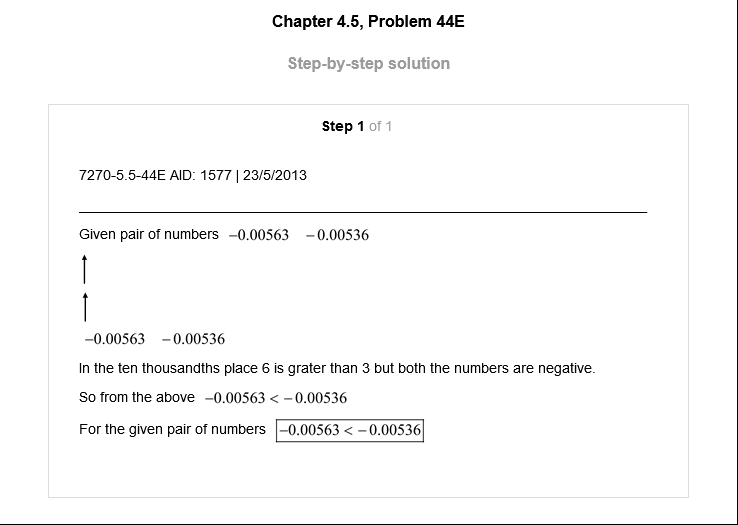 Chapter 4.5, Problem 44E
Step-by-step solution
Step 1 of 1
7270-5.5-44E AID: 1577 | 23/5/2013
Given pair of numbers −0.00563 −0.00536
−0.00563 −0.00536
In the ten thousandths place 6 is grater than 3 but both the numbers are negative.
So from the above −0.00563 < −0.00536
For the given pair of numbers −0.00563 < −0.00536